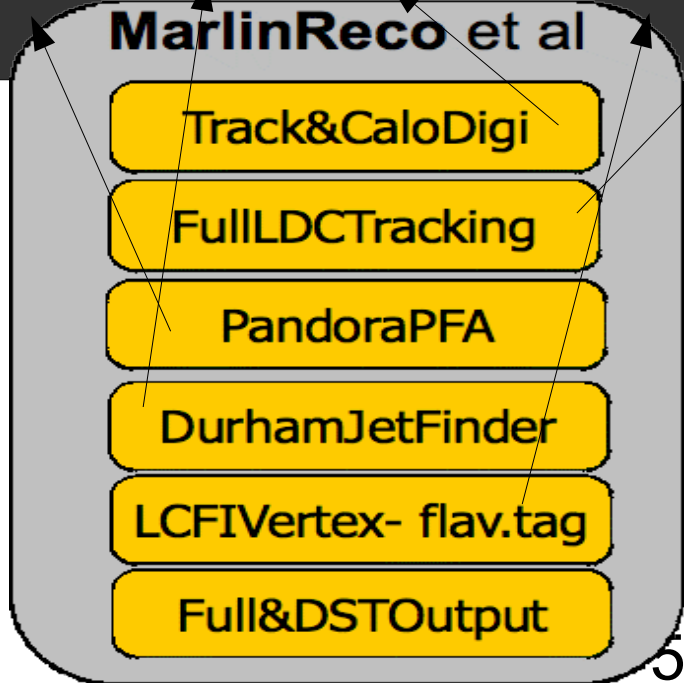 MarlinReco et al
Track&CaloDigi
FullLDCTracking
PandoraPFA
DurhamJetFinder
LCFIVertex- flav.tag
Full&DSTOutput
5